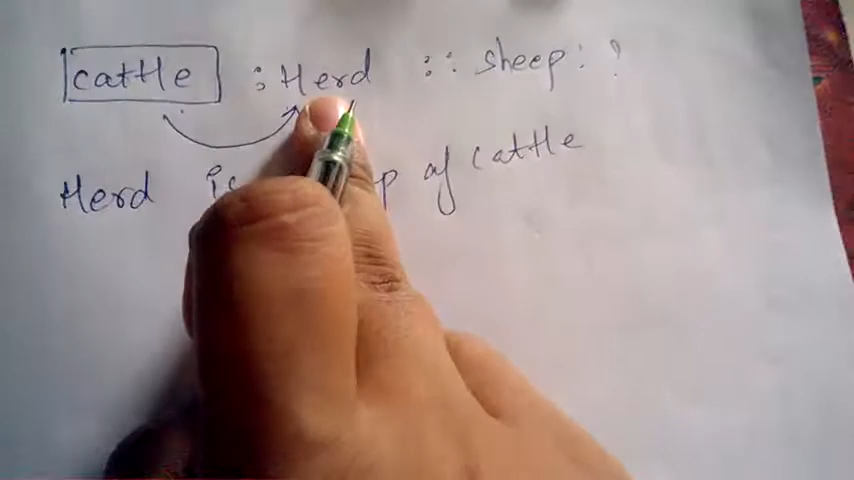 cattle : Herd :: sheep : ?
Herd is of cattle